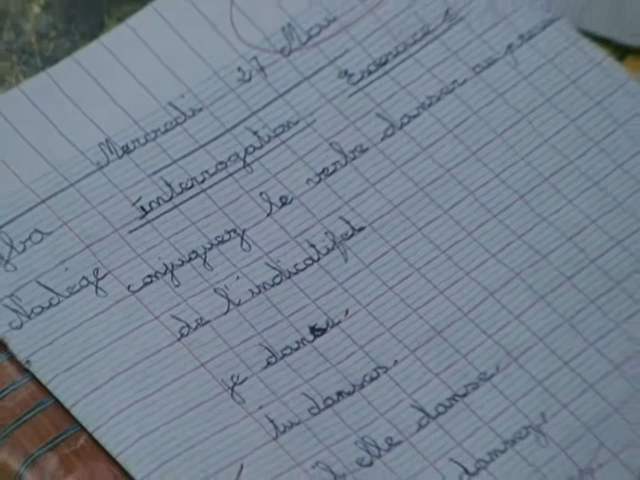 Mercredi 27 Mai
Interrogation Exercice
Nadège conjuguez le verbe danser au
de l'indicatif
je danse.
tu danses.
il elle danse.
dansez